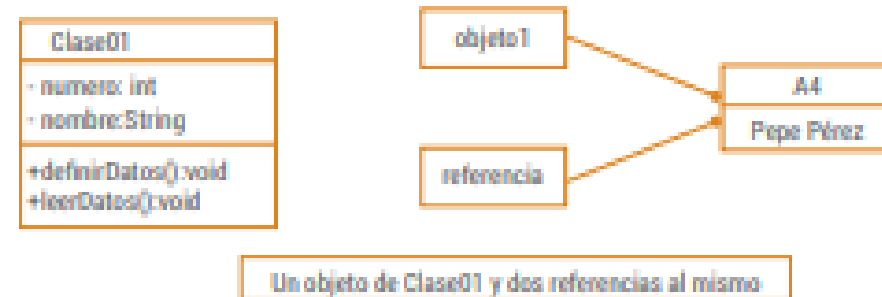 Clase01
- numero: int
- nombre:String
+definirDatos():void
+leerDatos():void
objeto1
referencia
A4
Pepe Pérez
Un objeto de Clase01 y dos referencias al mismo